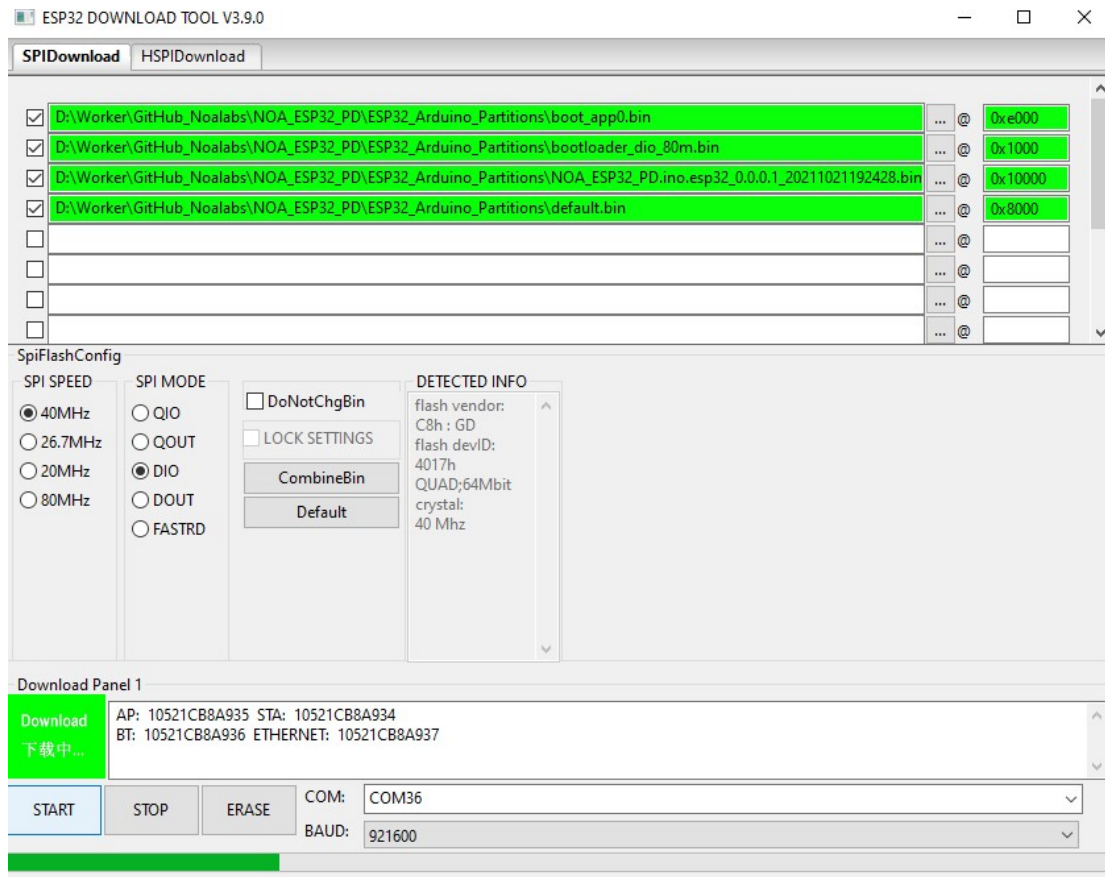 ESP32 DOWNLOAD TOOL V3.9.0
SPIDownload HSPIDownload
D:\Worker\GitHub_Noalabs\NOA_ESP32_PD\ESP32_Arduino_Partitions\boot_app0.bin ... @ 0xe000
D:\Worker\GitHub_Noalabs\NOA_ESP32_PD\ESP32_Arduino_Partitions\bootloader_dio_80m.bin ... @ 0x1000
D:\Worker\GitHub_Noalabs\NOA_ESP32_PD\ESP32_Arduino_Partitions\NOA_ESP32_PD.ino.esp32_0.0.0.1_20211021192428.bin ... @ 0x10000
D:\Worker\GitHub_Noalabs\NOA_ESP32_PD\ESP32_Arduino_Partitions\default.bin ... @ 0x8000
... @
... @
... @
... @
SpiFlashConfig
SPI SPEED
40MHz
26.7MHz
20MHz
80MHz
SPI MODE
QIO
QOUT
DIO
DOUT
FASTRD
DoNotChgBin
LOCK SETTINGS
CombineBin
Default
DETECTED INFO
flash vendor:
C8h : GD
flash devID:
4017h
QUAD;64Mbit
crystal:
40 Mhz
Download Panel 1
Download
下载中...
AP: 10521CB8A935 STA: 10521CB8A934
BT: 10521CB8A936 ETHERNET: 10521CB8A937
START STOP ERASE
COM: COM36
BAUD: 921600